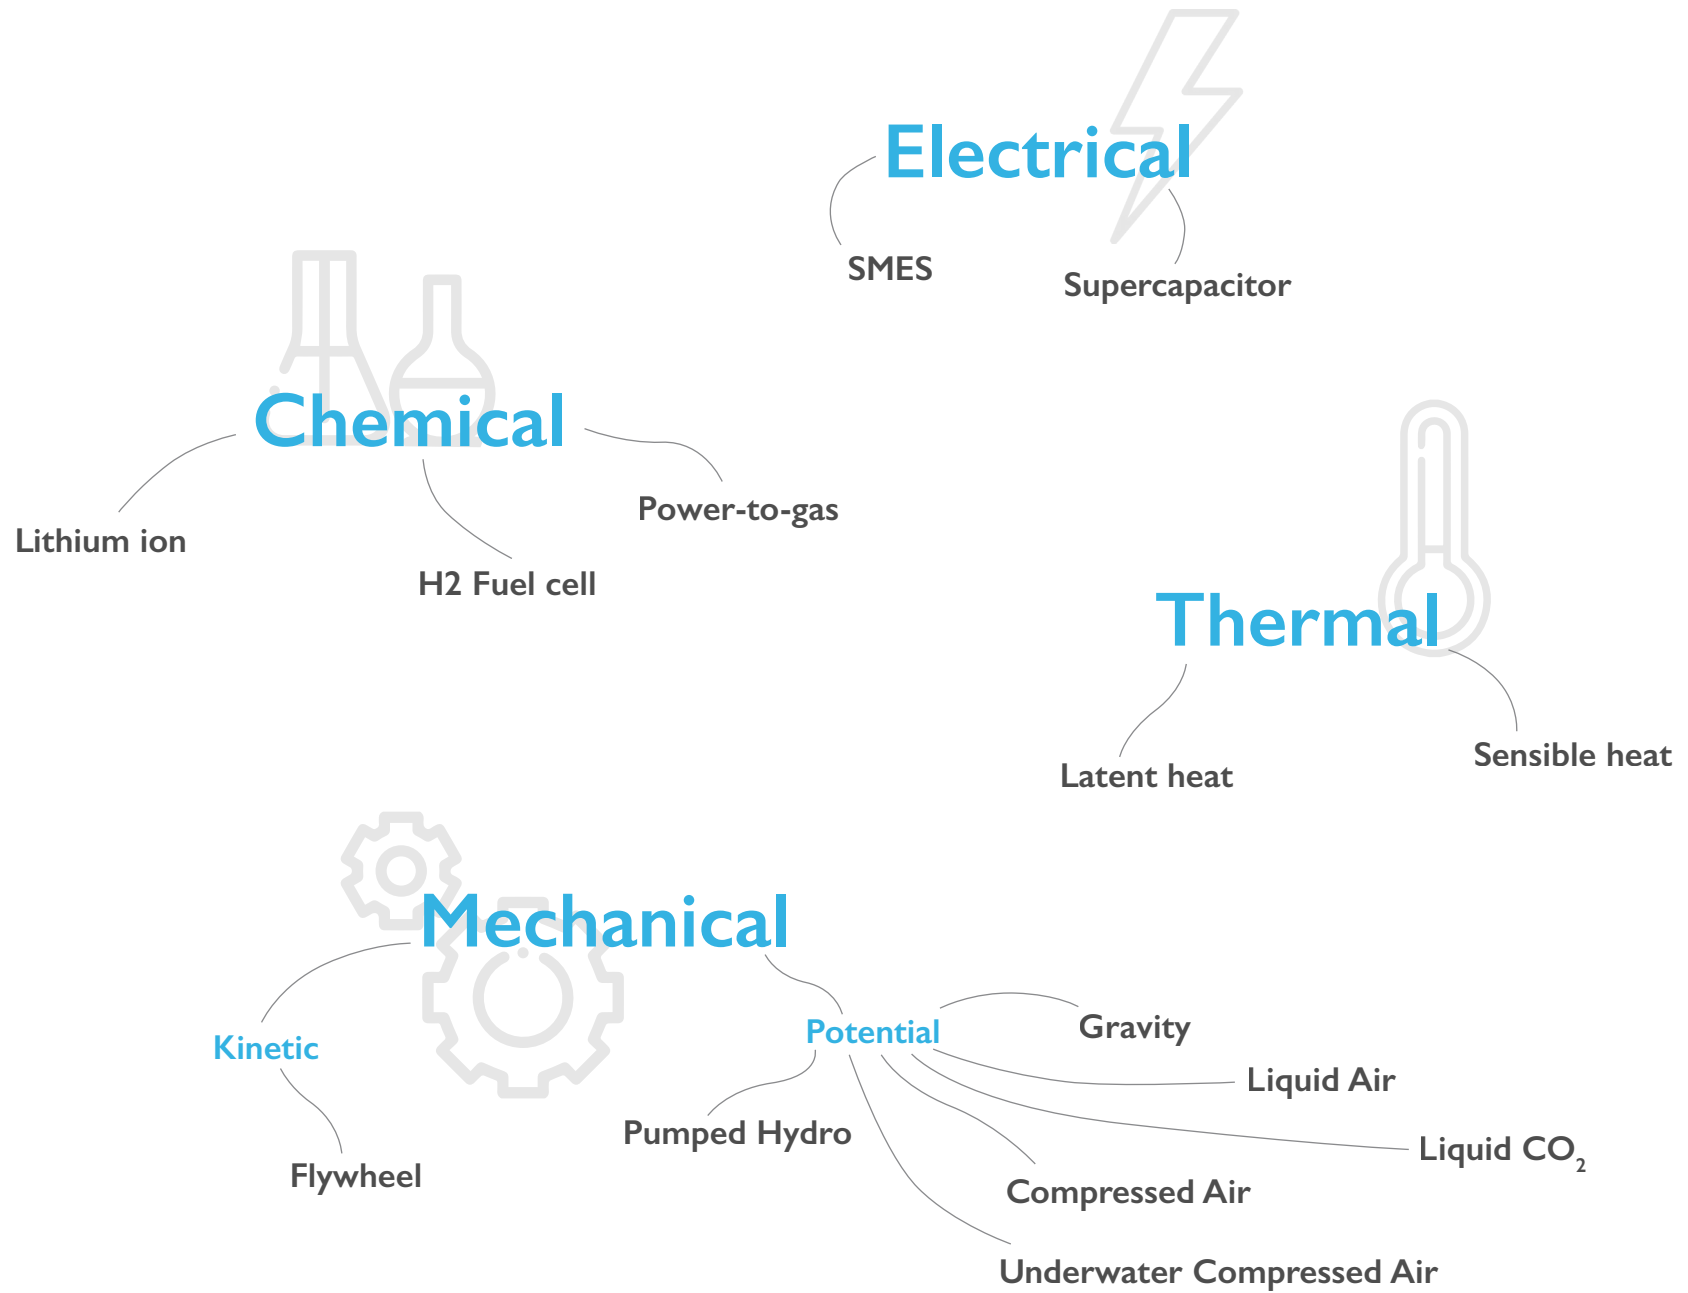 Electrical
SMES
Supercapacitor
Chemical
Lithium ion
H2 Fuel cell
Power-to-gas
Thermal
Latent heat
Sensible heat
Mechanical
Kinetic
Flywheel
Potential
Pumped Hydro
Gravity
Liquid Air
Liquid CO₂
Compressed Air
Underwater Compressed Air